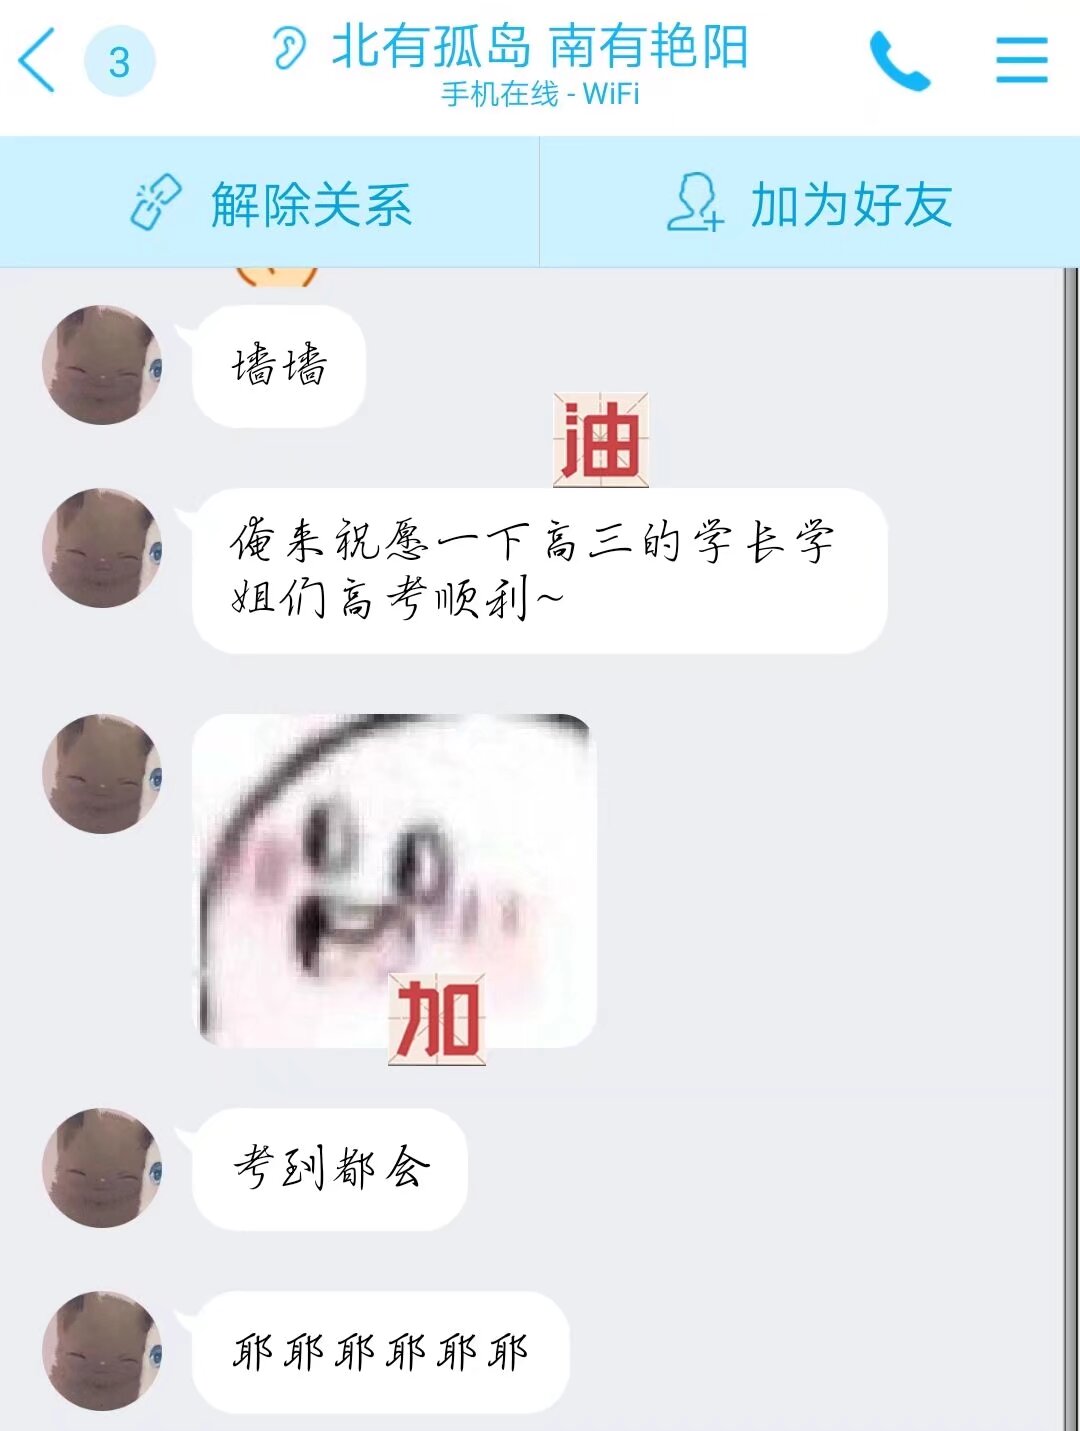 3
北有孤岛 南有艳阳
手机在线 - WiFi
解除关系
加为好友
墙墙
油
俺来祝愿一下高三的学长学
姐们高考顺利~
加
考到都会
耶耶耶耶耶耶